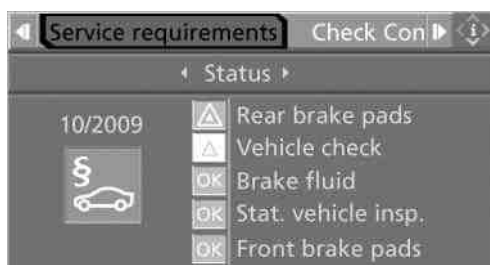 Service requirements Check Con i
Status
10/2009
Rear brake pads
Vehicle check
§
OK Brake fluid
OK Stat. vehicle insp.
OK Front brake pads